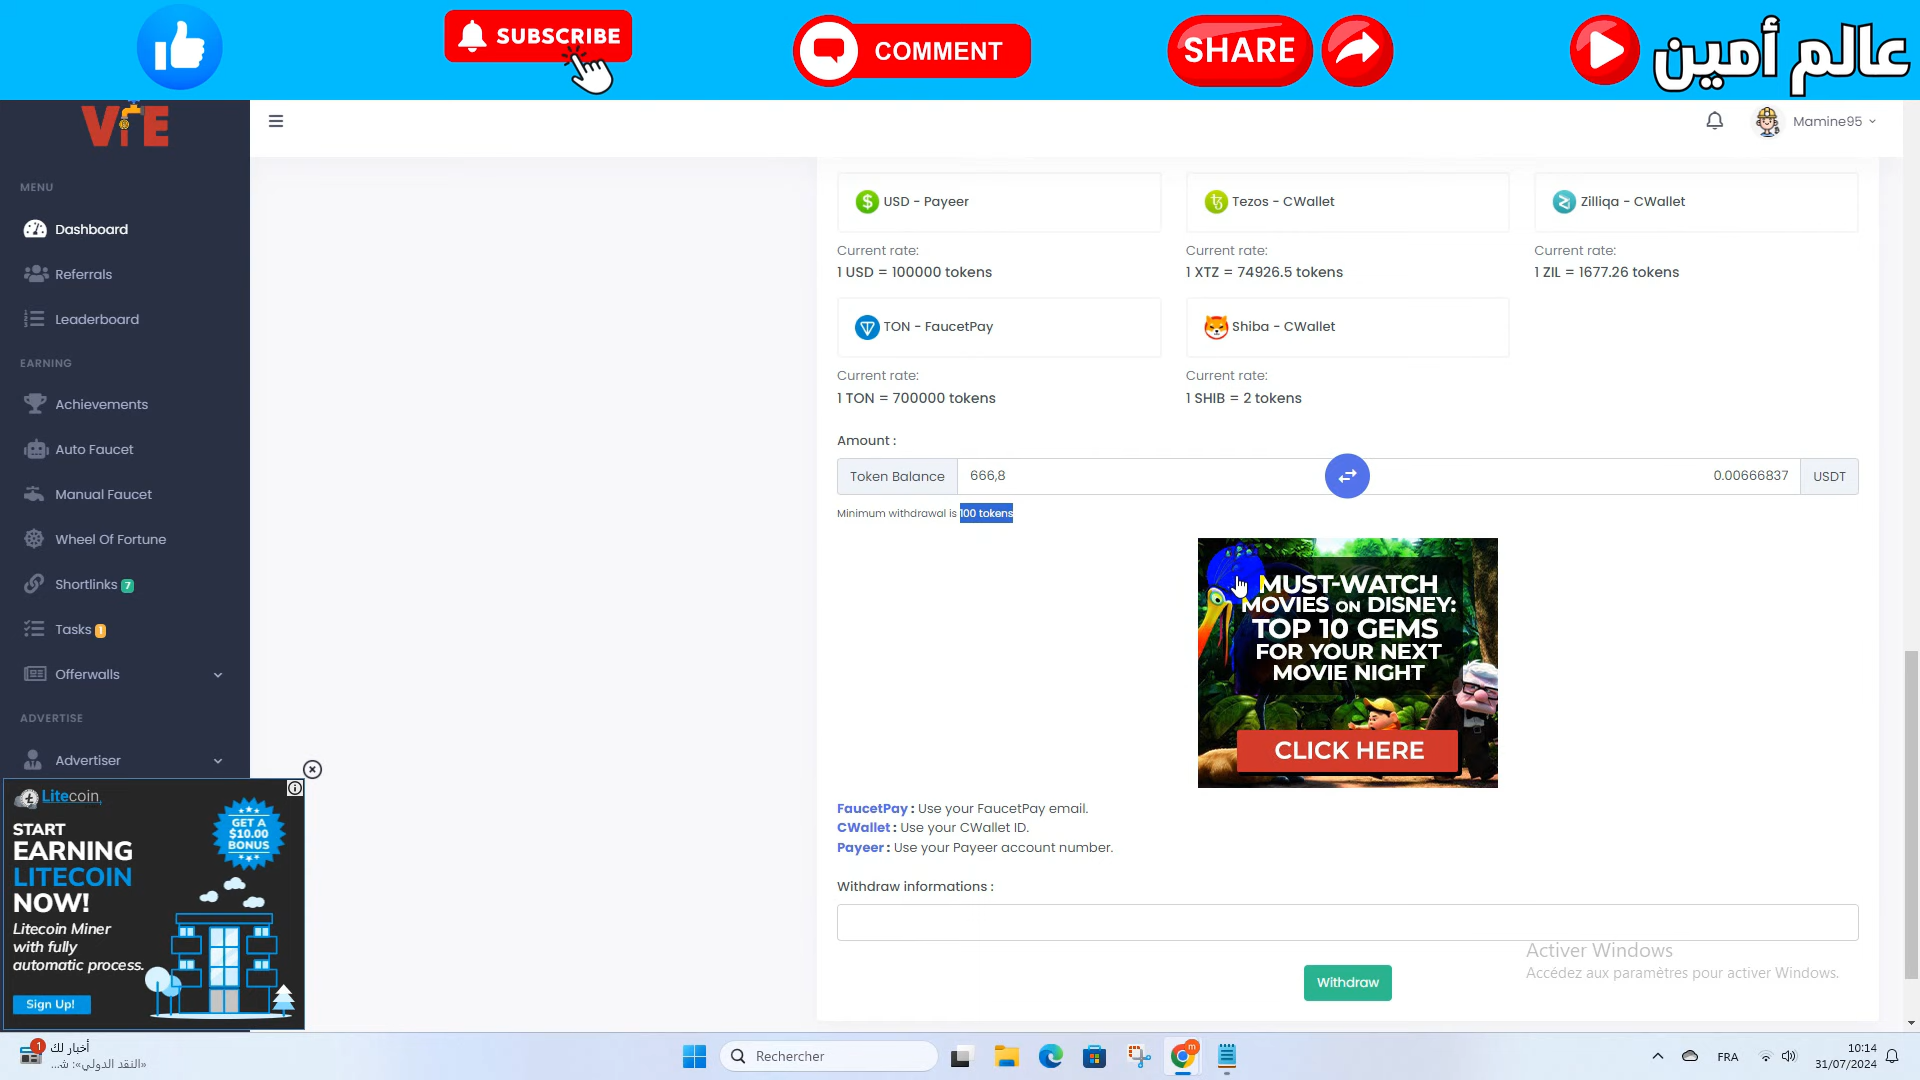 SUBSCRIBE
COMMENT
SHARE
عالم أمين
VIE
Mamine95
MENU
Dashboard
Referrals
Leaderboard
EARNING
Achievements
Auto Faucet
Manual Faucet
Wheel Of Fortune
Shortlinks 7
Tasks 1
Offerwalls
ADVERTISE
Advertiser
USD - Payeer
Tezos - CWallet
Zilliqa - CWallet
Current rate:
Current rate:
Current rate:
1 USD = 100000 tokens
1 XTZ = 74926.5 tokens
1 ZIL = 1677.26 tokens
TON - FaucetPay
Shiba - CWallet
Current rate:
Current rate:
1 TON = 700000 tokens
1 SHIB = 2 tokens
Amount :
Token Balance
666,8
0.00666837
USDT
Minimum withdrawal is 100 tokens
MUST-WATCH
MOVIES ON DISNEY:
TOP 10 GEMS
FOR YOUR NEXT
MOVIE NIGHT
CLICK HERE
FaucetPay : Use your FaucetPay email.
CWallet : Use your CWallet ID.
Payeer : Use your Payeer account number.
Withdraw informations :
Withdraw
Activer Windows
Accédez aux paramètres pour activer Windows.
Litecoin
START
EARNING
LITECOIN
NOW!
Litecoin Miner
with fully
automatic process.
Sign Up!
GET A
$10.00
BONUS
1
أخبار لك
«النقد الدولي»: شـ...
Rechercher
m
FRA
10:14
31/07/2024